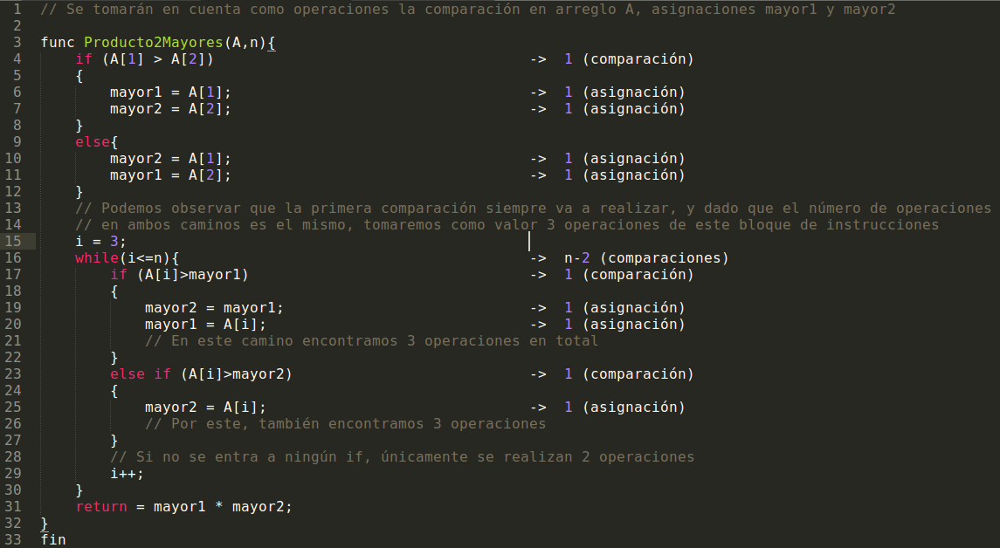 1 // Se tomarán en cuenta como operaciones la comparación en arreglo A, asignaciones mayor1 y mayor2
2
3 func Producto2Mayores(A,n){
4 if (A[1] > A[2]) -> 1 (comparación)
5 {
6 mayor1 = A[1]; -> 1 (asignación)
7 mayor2 = A[2]; -> 1 (asignación)
8 }
9 else{
10 mayor2 = A[1]; -> 1 (asignación)
11 mayor1 = A[2]; -> 1 (asignación)
12 }
13 // Podemos observar que la primera comparación siempre va a realizar, y dado que el número de operaciones
14 // en ambos caminos es el mismo, tomaremos como valor 3 operaciones de este bloque de instrucciones
15 i = 3;
16 while(i<=n){ -> n-2 (comparaciones)
17 if (A[i]>mayor1) -> 1 (comparación)
18 {
19 mayor2 = mayor1; -> 1 (asignación)
20 mayor1 = A[i]; -> 1 (asignación)
21 // En este camino encontramos 3 operaciones en total
22 }
23 else if (A[i]>mayor2) -> 1 (comparación)
24 {
25 mayor2 = A[i]; -> 1 (asignación)
26 // Por este, también encontramos 3 operaciones
27 }
28 // Si no se entra a ningún if, únicamente se realizan 2 operaciones
29 i++;
30 }
31 return = mayor1 * mayor2;
32 }
33 fin